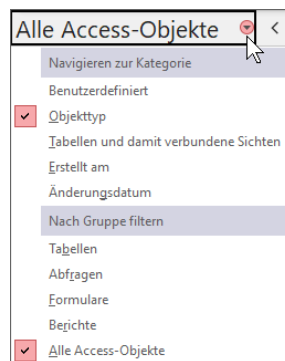 Alle Access-Objekte
Navigieren zur Kategorie
Benutzerdefiniert
Objekttyp
Tabellen und damit verbundene Sichten
Erstellt am
Änderungsdatum
Nach Gruppe filtern
Tabellen
Abfragen
Formulare
Berichte
Alle Access-Objekte